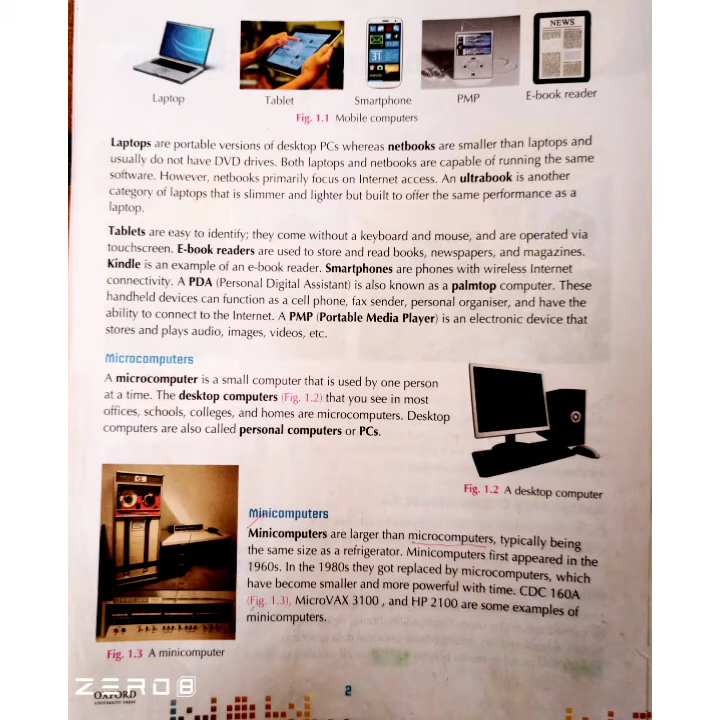 NEWS
Laptop
Tablet
Smartphone
PMP
E-book reader
Fig. 1.1 Mobile computers
Laptops are portable versions of desktop PCs whereas netbooks are smaller than laptops and
usually do not have DVD drives. Both laptops and netbooks are capable of running the same
software. However, netbooks primarily focus on Internet access. An ultrabook is another
category of laptops that is slimmer and lighter but built to offer the same performance as a
laptop.
Tablets are easy to identify; they come without a keyboard and mouse, and are operated via
touchscreen. E-book readers are used to store and read books, newspapers, and magazines.
Kindle is an example of an e-book reader. Smartphones are phones with wireless Internet
connectivity. A PDA (Personal Digital Assistant) is also known as a palmtop computer. These
handheld devices can function as a cell phone, fax sender, personal organiser, and have the
ability to connect to the Internet. A PMP (Portable Media Player) is an electronic device that
stores and plays audio, images, videos, etc.
Microcomputers
A microcomputer is a small computer that is used by one person
at a time. The desktop computers (Fig. 1.2) that you see in most
offices, schools, colleges, and homes are microcomputers. Desktop
computers are also called personal computers or PCs.
Fig. 1.2 A desktop computer
Minicomputers
Minicomputers are larger than microcomputers, typically being
the same size as a refrigerator. Minicomputers first appeared in the
1960s. In the 1980s they got replaced by microcomputers, which
have become smaller and more powerful with time. CDC 160A
(Fig. 1.3), MicroVAX 3100 , and HP 2100 are some examples of
minicomputers.
Fig. 1.3 A minicomputer
ZERO 8
OXFORD
UNIVERSITY PRESS
2